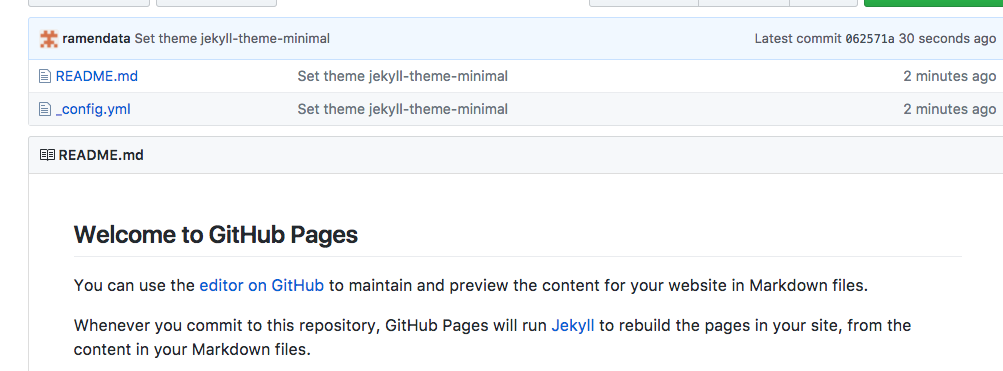 ramendata Set theme jekyll-theme-minimal Latest commit 062571a 30 seconds ago
README.md Set theme jekyll-theme-minimal 2 minutes ago
_config.yml Set theme jekyll-theme-minimal 2 minutes ago
README.md
Welcome to GitHub Pages
You can use the editor on GitHub to maintain and preview the content for your website in Markdown files.
Whenever you commit to this repository, GitHub Pages will run Jekyll to rebuild the pages in your site, from the
content in your Markdown files.